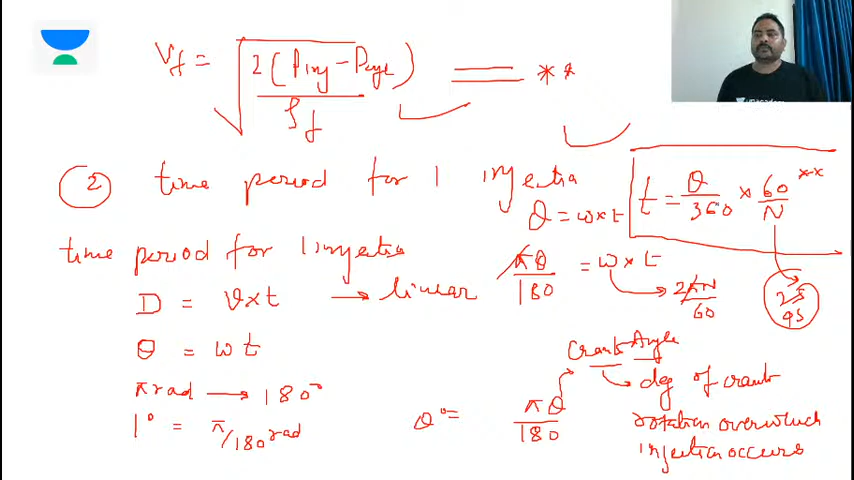 Vf = √(2(Pinj - Pcyl)/ρf) = **
② time period for 1 injection
t = θ/360 × 60/N **
θ = ω×t
time period for 1 injection
πθ/180 = ω × t
2πN/60
D = v×t → linear
θ = ωt
Crank Angle
deg of crank
rotation over which
injection occurs
π rad → 180°
1° = π/180 rad
θ° = πθ/180